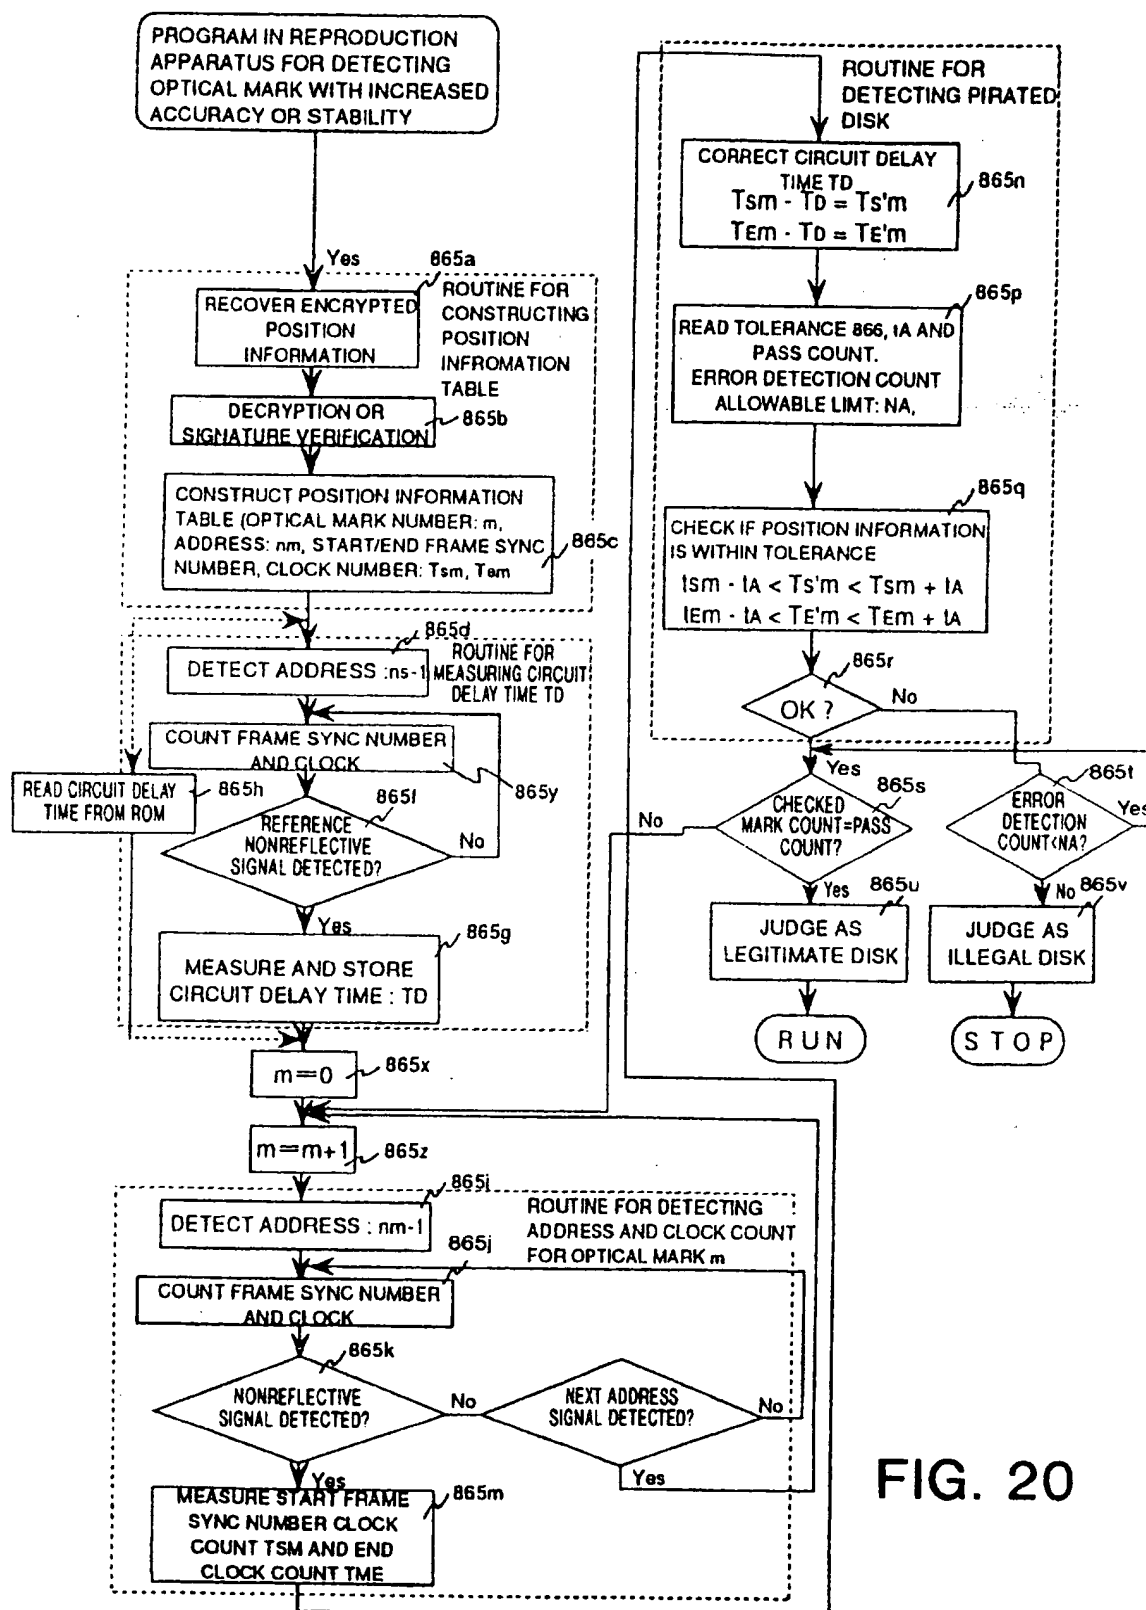 PROGRAM IN REPRODUCTION
APPARATUS FOR DETECTING
OPTICAL MARK WITH INCREASED
ACCURACY OR STABILITY
Yes
865a
RECOVER ENCRYPTED
POSITION
INFORMATION
ROUTINE FOR
CONSTRUCTING
POSITION
INFROMATION
TABLE
DECRYPTION OR
SIGNATURE VERIFICATION
865b
CONSTRUCT POSITION INFORMATION
TABLE (OPTICAL MARK NUMBER: m,
ADDRESS: nm, START/END FRAME SYNC
NUMBER, CLOCK NUMBER: Tsm, Tem
865c
865d
DETECT ADDRESS :ns-1
ROUTINE FOR
MEASURING CIRCUIT
DELAY TIME TD
COUNT FRAME SYNC NUMBER
AND CLOCK
865y
READ CIRCUIT DELAY
TIME FROM ROM
865h
865f
REFERENCE
NONREFLECTIVE
SIGNAL DETECTED?
No
Yes
865g
MEASURE AND STORE
CIRCUIT DELAY TIME : TD
m=0
865x
m=m+1
865z
865i
DETECT ADDRESS : nm-1
ROUTINE FOR DETECTING
ADDRESS AND CLOCK COUNT
FOR OPTICAL MARK m
865j
COUNT FRAME SYNC NUMBER
AND CLOCK
865k
NONREFLECTIVE
SIGNAL DETECTED?
No
NEXT ADDRESS
SIGNAL DETECTED?
No
Yes
Yes
MEASURE START FRAME
SYNC NUMBER CLOCK
COUNT TSM AND END
CLOCK COUNT TME
865m
ROUTINE FOR
DETECTING PIRATED
DISK
CORRECT CIRCUIT DELAY
TIME TD
Tsm - TD = Ts'm
TEm - TD = TE'm
865n
865p
READ TOLERANCE 866, tA AND
PASS COUNT.
ERROR DETECTION COUNT
ALLOWABLE LIMT: NA,
865q
CHECK IF POSITION INFORMATION
IS WITHIN TOLERANCE
tsm - tA < Ts'm < Tsm + tA
tEm - tA < TE'm < TEm + tA
865r
OK ?
No
Yes
865s
CHECKED
MARK COUNT=PASS
COUNT?
No
Yes
865t
ERROR
DETECTION
COUNT<NA?
Yes
No
865u
JUDGE AS
LEGITIMATE DISK
865v
JUDGE AS
ILLEGAL DISK
RUN
STOP
FIG. 20